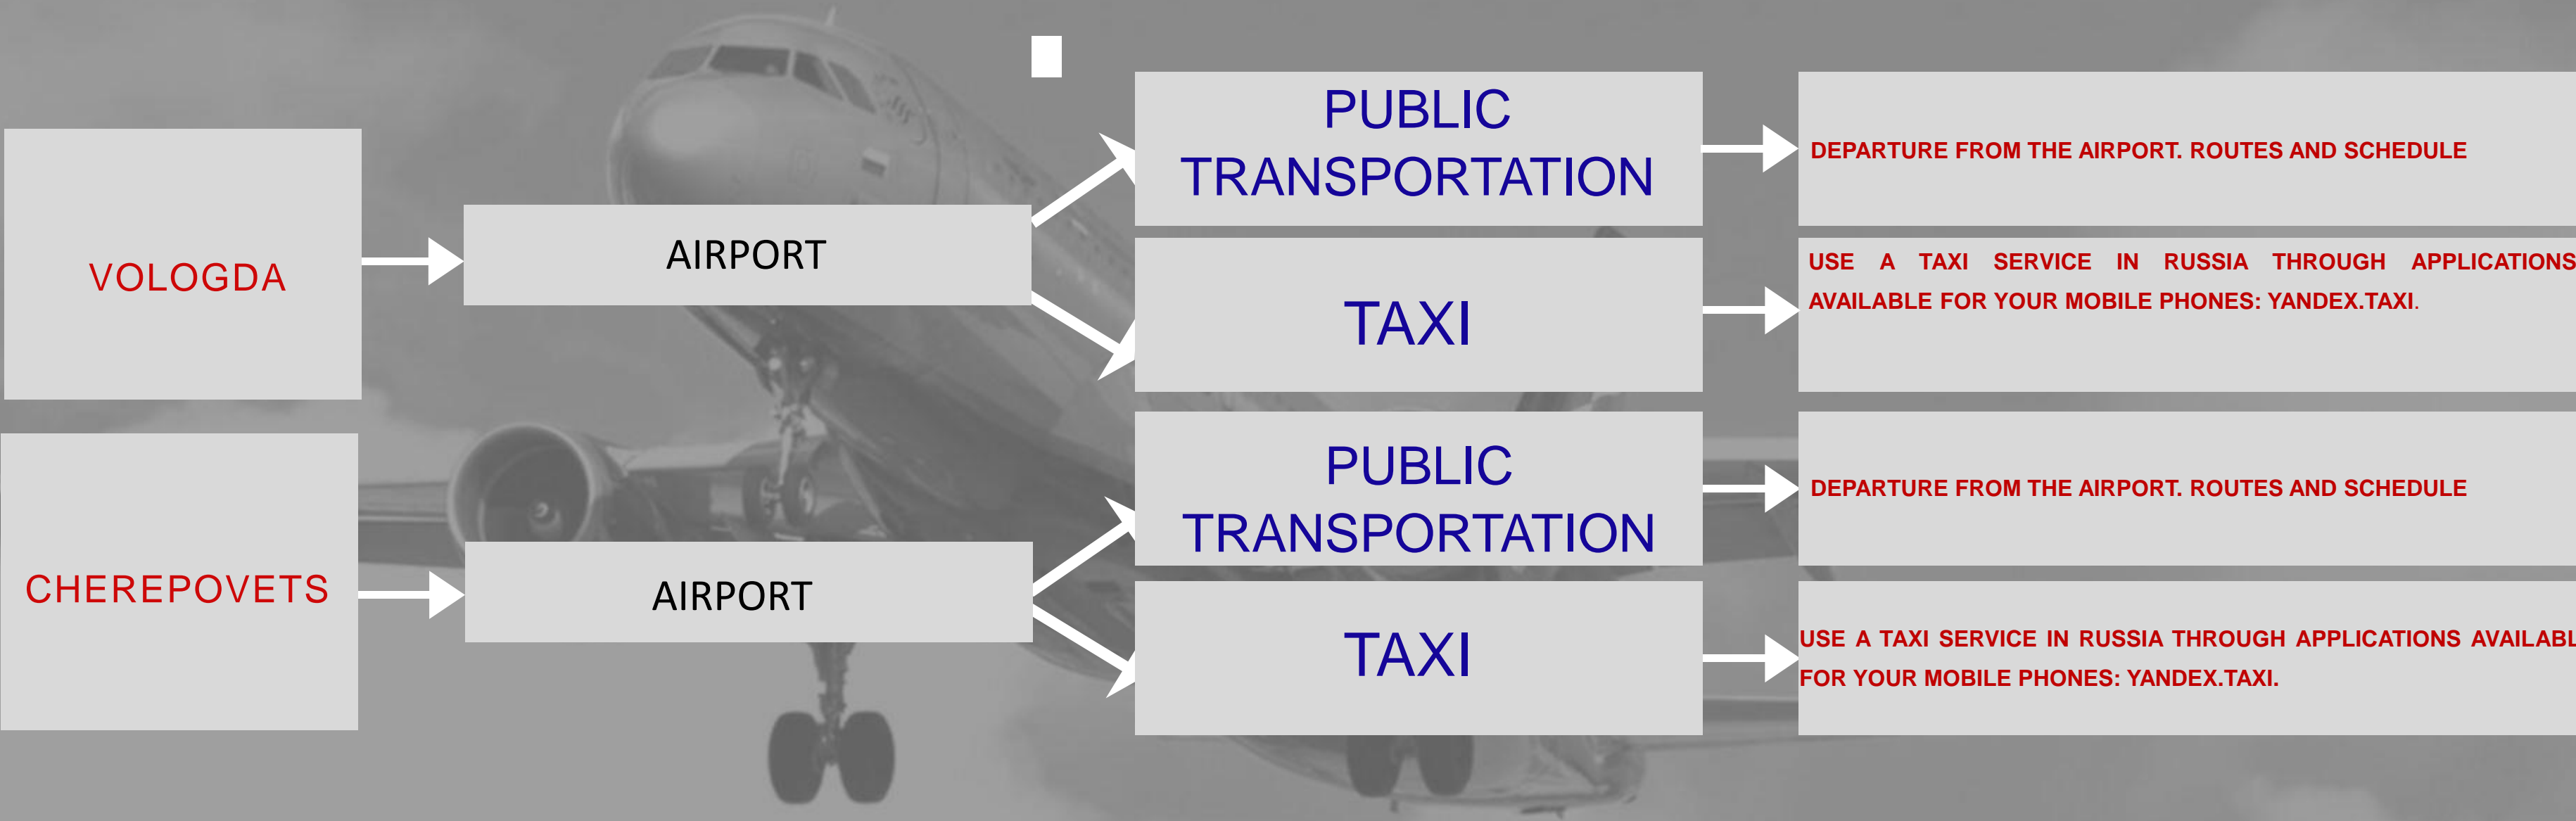 VOLOGDA
AIRPORT
PUBLIC
TRANSPORTATION
DEPARTURE FROM THE AIRPORT. ROUTES AND SCHEDULE
TAXI
USE A TAXI SERVICE IN RUSSIA THROUGH APPLICATIONS
AVAILABLE FOR YOUR MOBILE PHONES: YANDEX.TAXI.
CHEREPOVETS
AIRPORT
PUBLIC
TRANSPORTATION
DEPARTURE FROM THE AIRPORT. ROUTES AND SCHEDULE
TAXI
USE A TAXI SERVICE IN RUSSIA THROUGH APPLICATIONS AVAILABL
FOR YOUR MOBILE PHONES: YANDEX.TAXI.